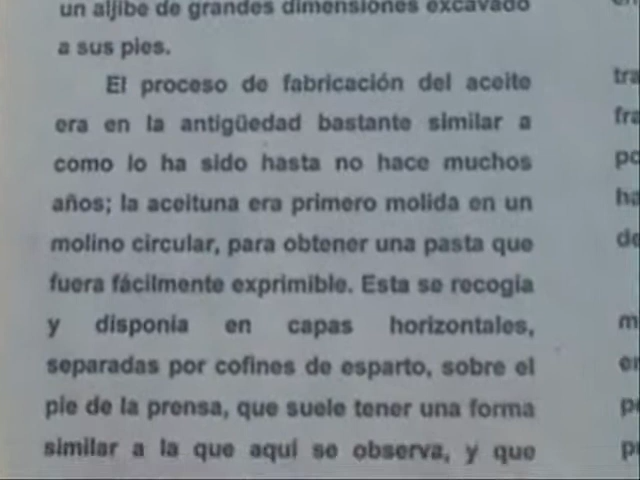 un aljibe de grandes dimensiones excavado
a sus pies.
El proceso de fabricación del aceite
era en la antigüedad bastante similar a
como lo ha sido hasta no hace muchos
años; la aceituna era primero molida en un
molino circular, para obtener una pasta que
fuera fácilmente exprimible. Esta se recogía
y disponía en capas horizontales,
separadas por cofines de esparto, sobre el
pie de la prensa, que suele tener una forma
similar a la que aquí se observa, y que